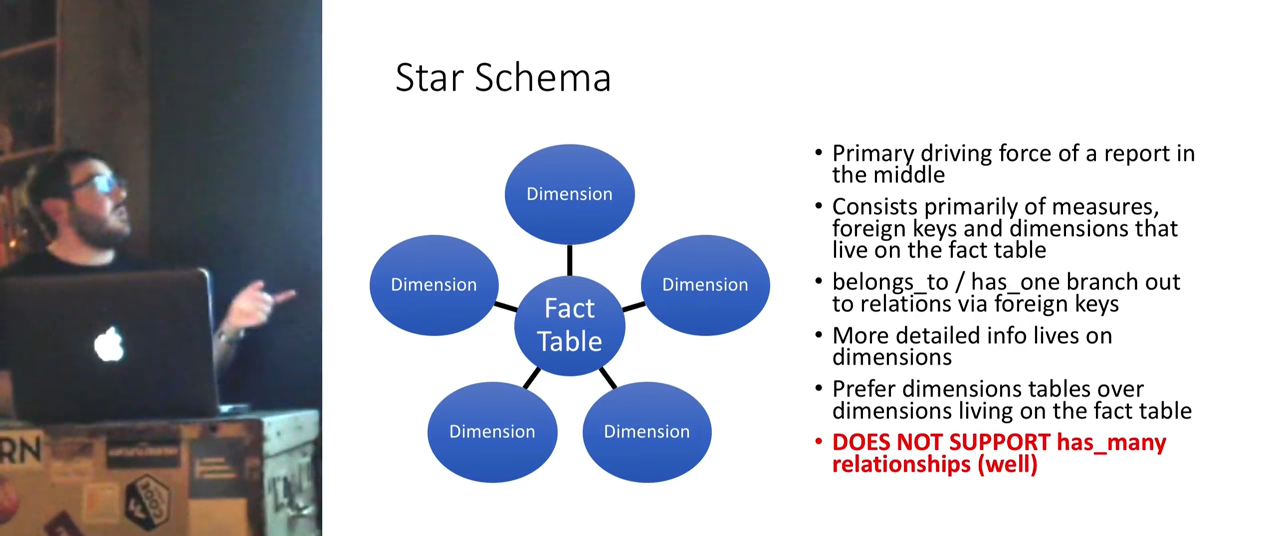 Star Schema
Dimension
Dimension
Dimension
Fact
Table
Dimension
Dimension
• Primary driving force of a report in
the middle
• Consists primarily of measures,
foreign keys and dimensions that
live on the fact table
• belongs_to / has_one branch out
to relations via foreign keys
• More detailed info lives on
dimensions
• Prefer dimensions tables over
dimensions living on the fact table
• DOES NOT SUPPORT has_many
relationships (well)
RN